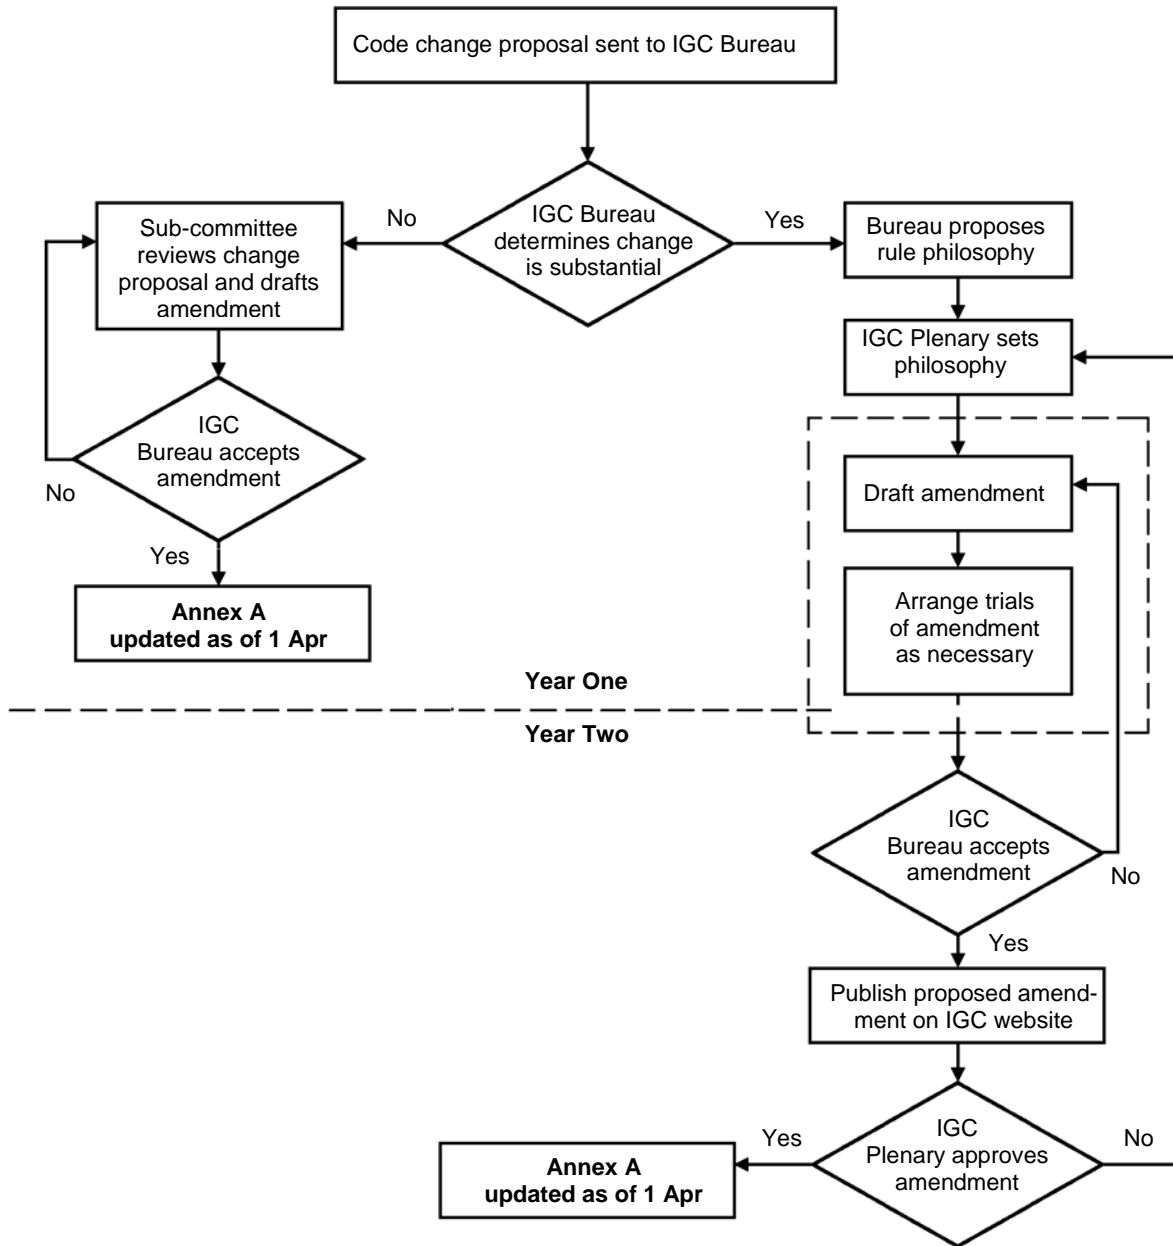 Code change proposal sent to IGC Bureau
IGC Bureau
determines change
is substantial
No
Yes
Sub-committee
reviews change
proposal and drafts
amendment
Bureau proposes
rule philosophy
IGC Plenary sets
philosophy
IGC
Bureau accepts
amendment
No
Yes
Draft amendment
Annex A
updated as of 1 Apr
Arrange trials
of amendment
as necessary
Year One
Year Two
IGC
Bureau accepts
amendment
No
Yes
Publish proposed amend-
ment on IGC website
IGC
Plenary approves
amendment
Yes
No
Annex A
updated as of 1 Apr